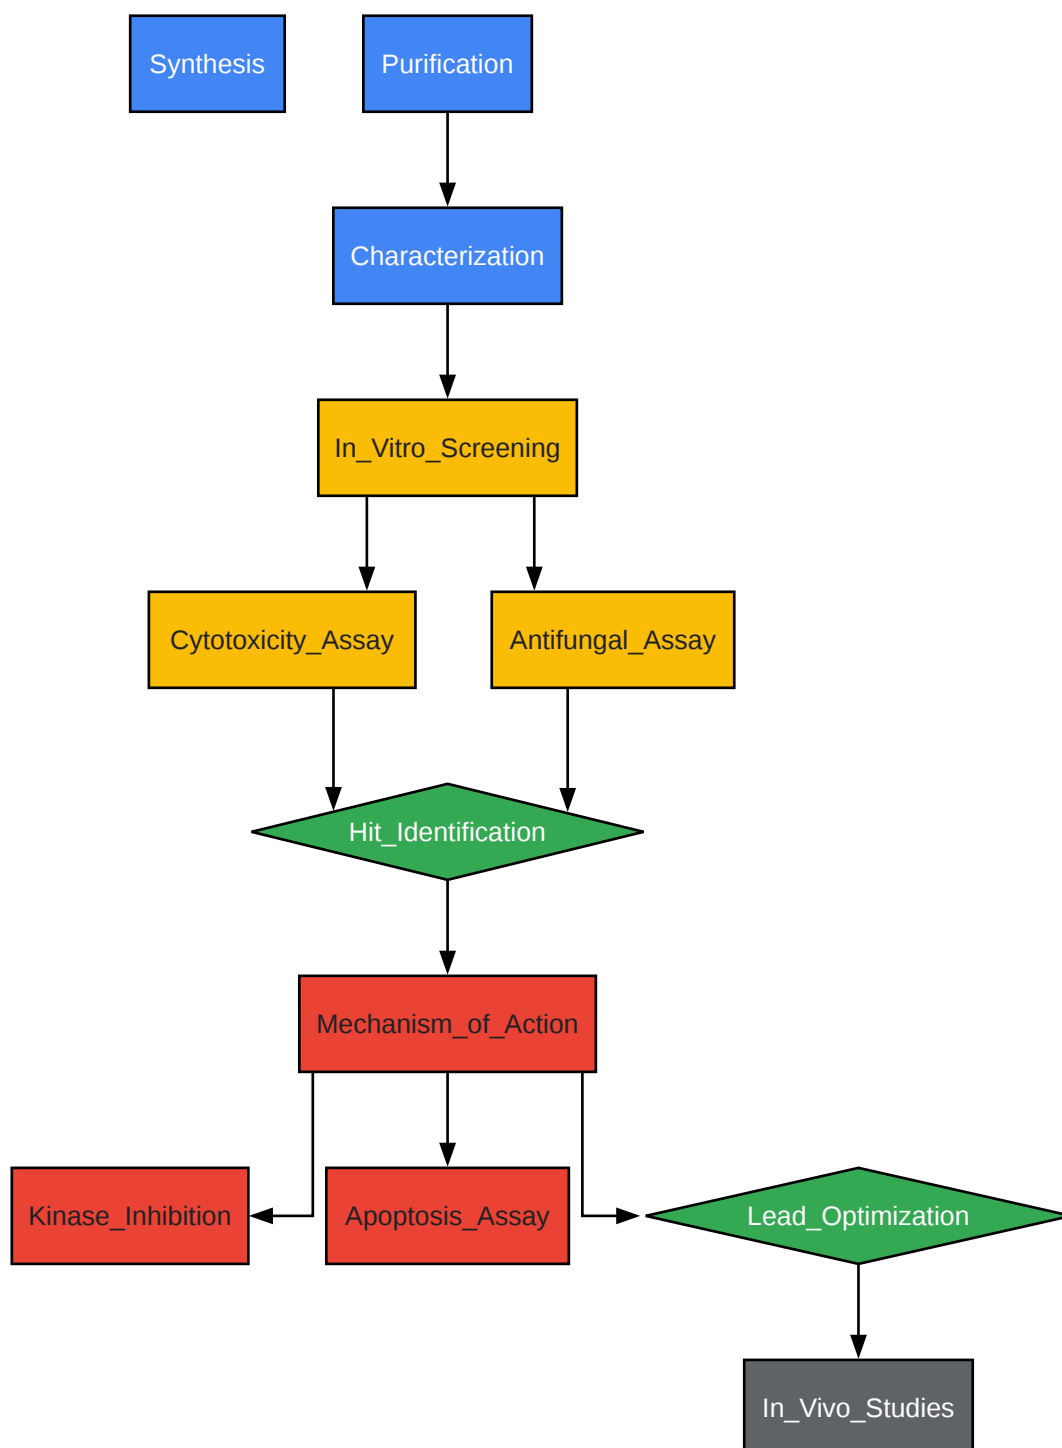 Synthesis
Purification
Characterization
In_Vitro_Screening
Cytotoxicity_Assay
Antifungal_Assay
Hit_Identification
Mechanism_of_Action
Kinase_Inhibition
Apoptosis_Assay
Lead_Optimization
In_Vivo_Studies